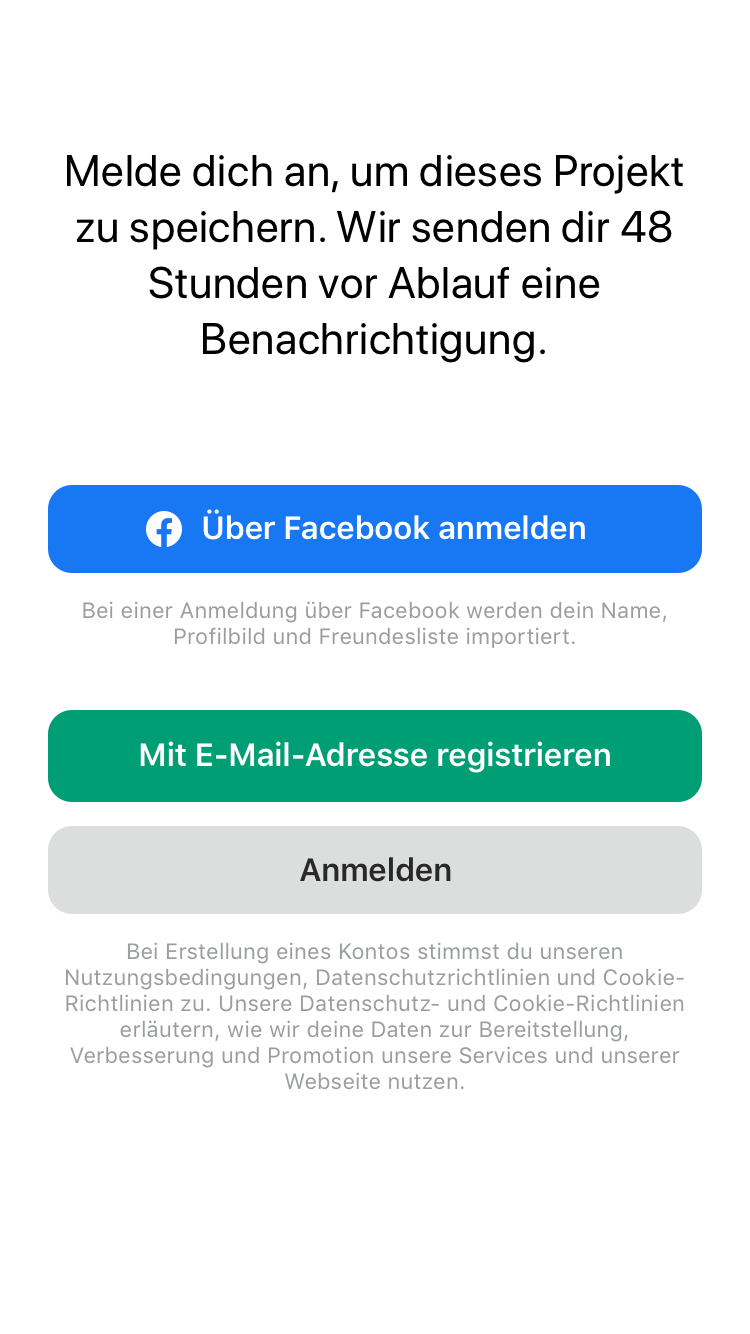 Melde dich an, um dieses Projekt
zu speichern. Wir senden dir 48
Stunden vor Ablauf eine
Benachrichtigung.
Über Facebook anmelden
Bei einer Anmeldung über Facebook werden dein Name,
Profilbild und Freundesliste importiert.
Mit E-Mail-Adresse registrieren
Anmelden
Bei Erstellung eines Kontos stimmst du unseren
Nutzungsbedingungen, Datenschutzrichtlinien und Cookie-
Richtlinien zu. Unsere Datenschutz- und Cookie-Richtlinien
erläutern, wie wir deine Daten zur Bereitstellung,
Verbesserung und Promotion unsere Services und unserer
Webseite nutzen.